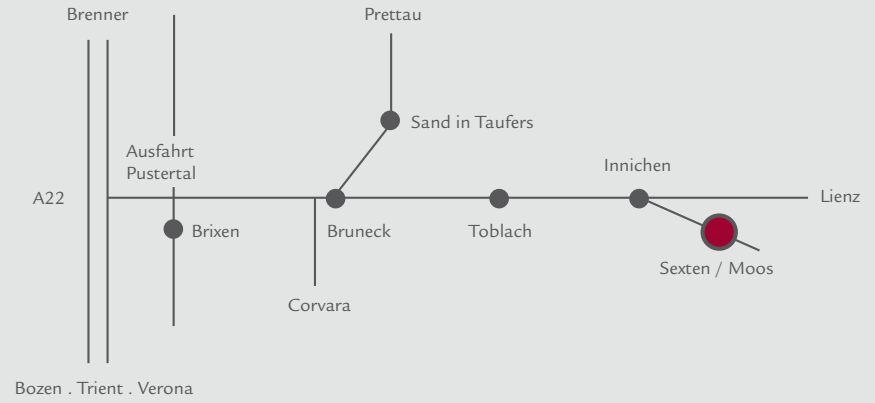 Brenner
Prettau
Sand in Taufers
Ausfahrt
Pustertal
Innichen
A22
Lienz
Brixen
Bruneck
Toblach
Sexten / Moos
Corvara
Bozen . Trient . Verona